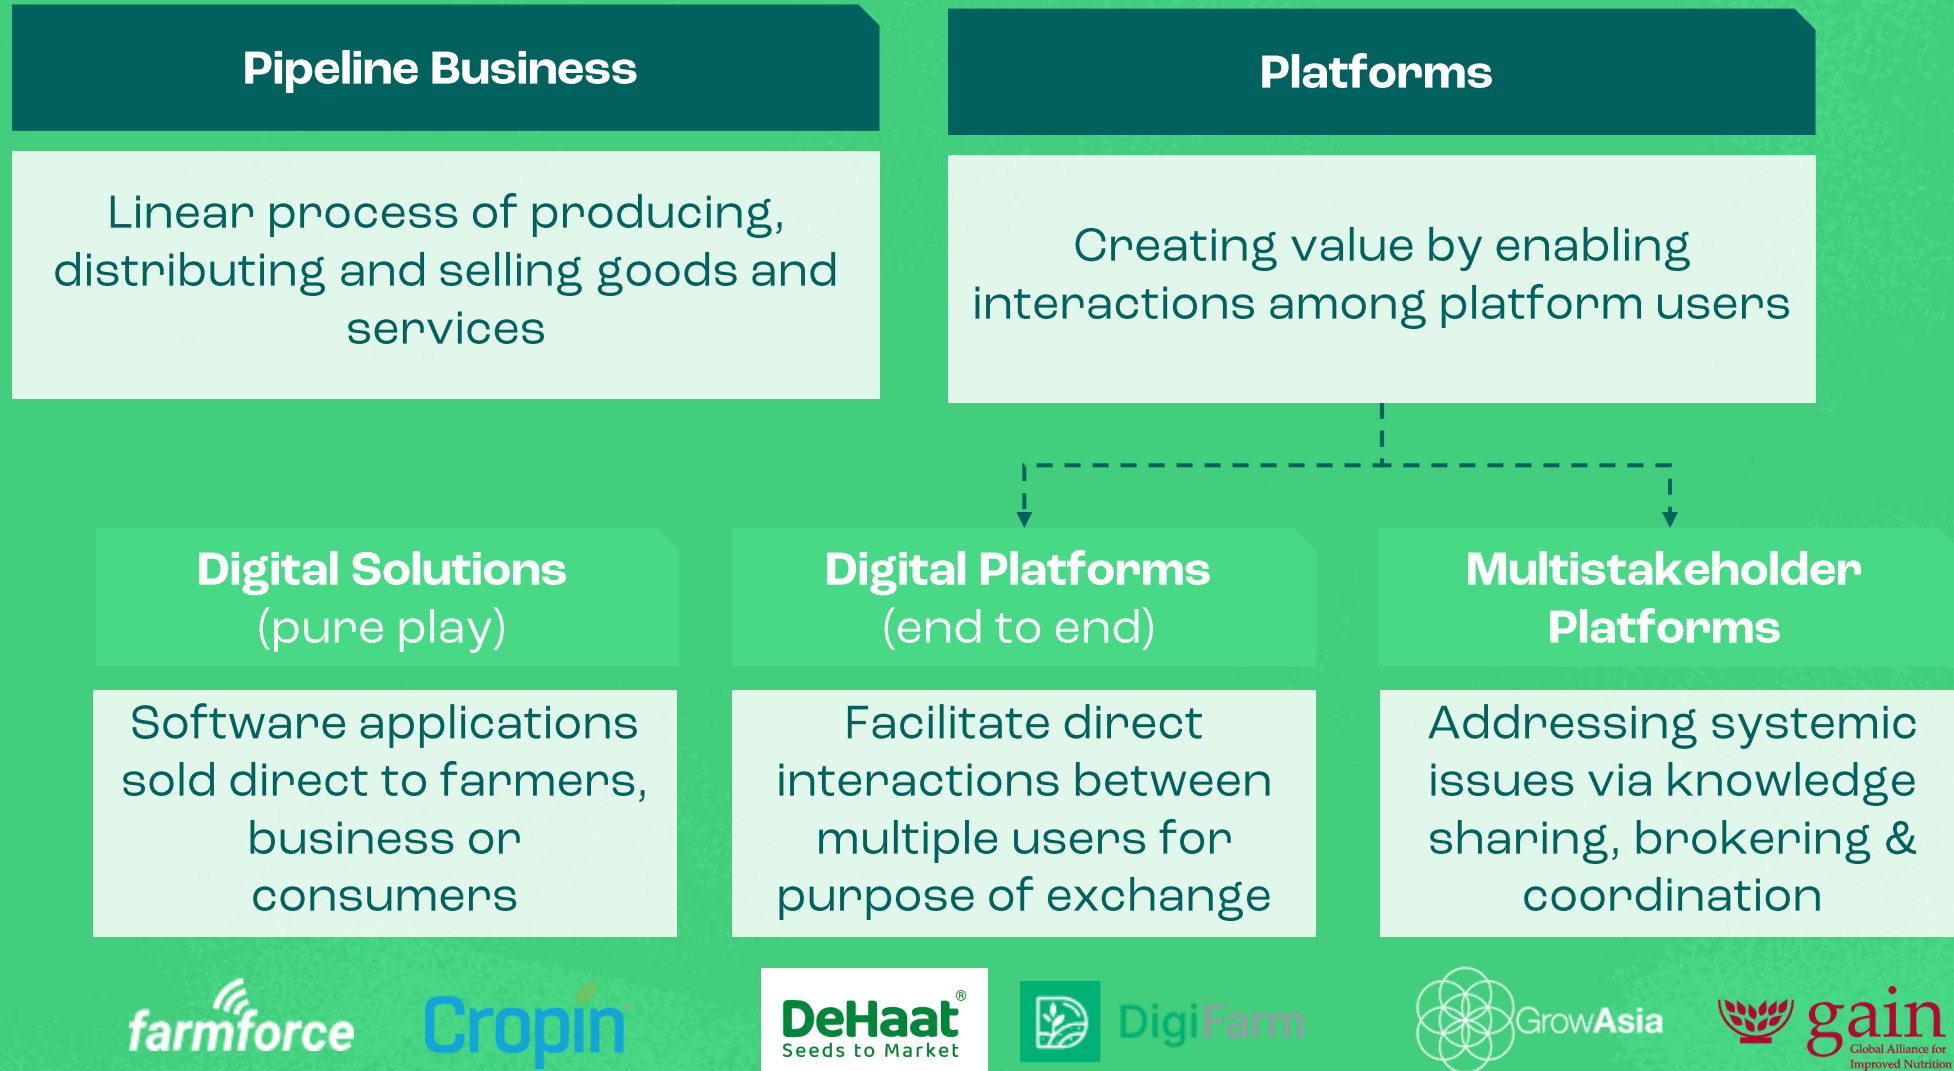 Pipeline Business
Linear process of producing,
distributing and selling goods and
services
Platforms
Creating value by enabling
interactions among platform users
Digital Solutions
(pure play)
Software applications
sold direct to farmers,
business or
consumers
Digital Platforms
(end to end)
Facilitate direct
interactions between
multiple users for
purpose of exchange
Multistakeholder
Platforms
Addressing systemic
issues via knowledge
sharing, brokering &
coordination
farmforce
Cropin
DeHaat®
Seeds to Market
DigiFarm
GrowAsia
gain
Global Alliance for
Improved Nutrition